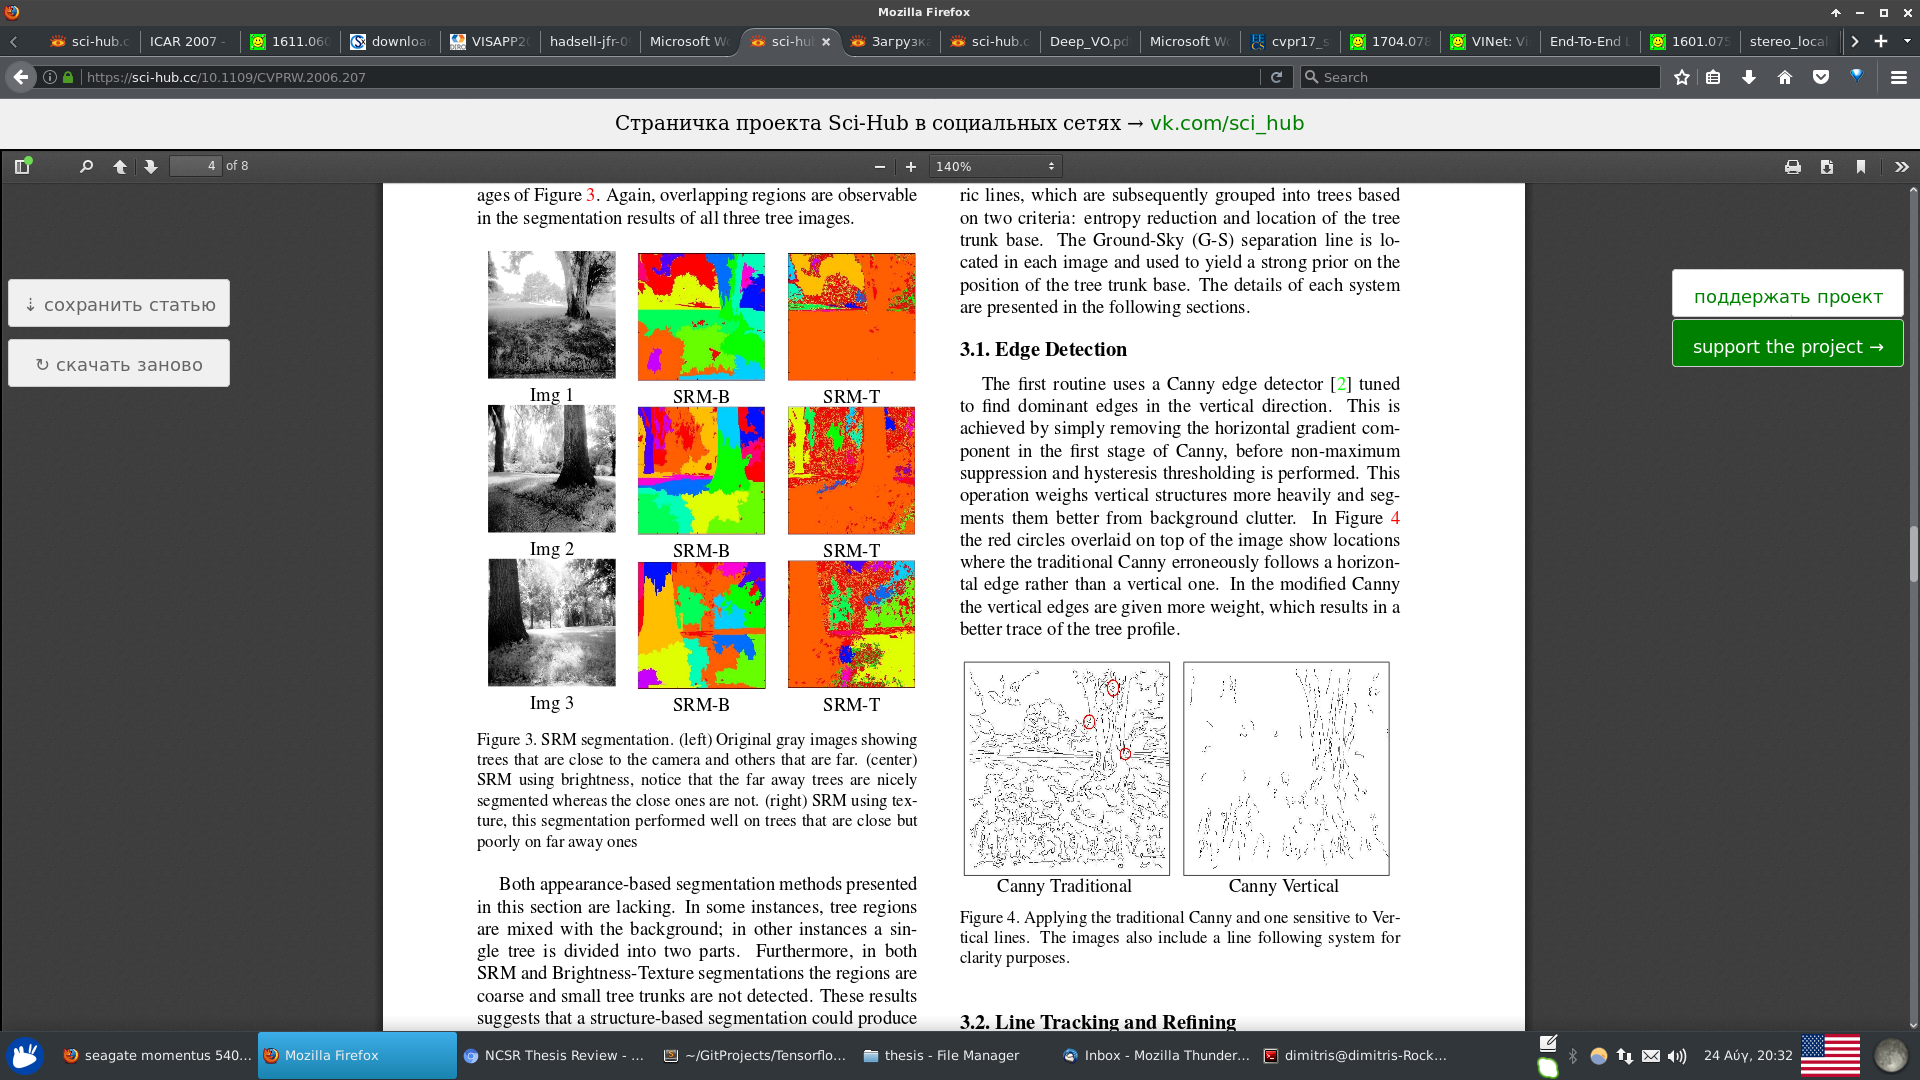 Mozilla Firefox
sci-hub.c
ICAR 2007 -
1611.060
downloa
VISAPP20
hadsell-jfr-0
Microsoft Wo
sci-hub
Загрузка
sci-hub.c
Deep_VO.pd
Microsoft Wo
cvpr17_s
1704.078
VINet: Vi
End-To-End L
1601.075
stereo_local
https://sci-hub.cc/10.1109/CVPRW.2006.207
Search
Страничка проекта Sci-Hub в социальных сетях → vk.com/sci_hub
4 of 8
140%
⇣ сохранить статью
↻ скачать заново
поддержать проект
support the project →
ages of Figure 3. Again, overlapping regions are observable
in the segmentation results of all three tree images.
Img 1 SRM-B SRM-T
Img 2 SRM-B SRM-T
Img 3 SRM-B SRM-T
Figure 3. SRM segmentation. (left) Original gray images showing
trees that are close to the camera and others that are far. (center)
SRM using brightness, notice that the far away trees are nicely
segmented whereas the close ones are not. (right) SRM using tex-
ture, this segmentation performed well on trees that are close but
poorly on far away ones
Both appearance-based segmentation methods presented
in this section are lacking. In some instances, tree regions
are mixed with the background; in other instances a sin-
gle tree is divided into two parts. Furthermore, in both
SRM and Brightness-Texture segmentations the regions are
coarse and small tree trunks are not detected. These results
suggests that a structure-based segmentation could produce
ric lines, which are subsequently grouped into trees based
on two criteria: entropy reduction and location of the tree
trunk base. The Ground-Sky (G-S) separation line is lo-
cated in each image and used to yield a strong prior on the
position of the tree trunk base. The details of each system
are presented in the following sections.
3.1. Edge Detection
The first routine uses a Canny edge detector [2] tuned
to find dominant edges in the vertical direction. This is
achieved by simply removing the horizontal gradient com-
ponent in the first stage of Canny, before non-maximum
suppression and hysteresis thresholding is performed. This
operation weighs vertical structures more heavily and seg-
ments them better from background clutter. In Figure 4
the red circles overlaid on top of the image show locations
where the traditional Canny erroneously follows a horizon-
tal edge rather than a vertical one. In the modified Canny
the vertical edges are given more weight, which results in a
better trace of the tree profile.
Canny Traditional Canny Vertical
Figure 4. Applying the traditional Canny and one sensitive to Ver-
tical lines. The images also include a line following system for
clarity purposes.
3.2. Line Tracking and Refining
seagate momentus 540...
Mozilla Firefox
NCSR Thesis Review - ...
~/GitProjects/Tensorflo...
thesis - File Manager
Inbox - Mozilla Thunder...
dimitris@dimitris-Rock...
24 Αύγ, 20:32